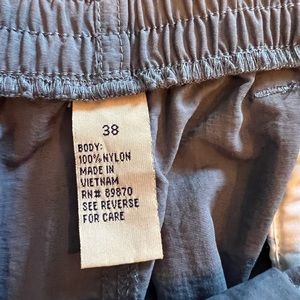 38
BODY:
100% NYLON
MADE IN
VIETNAM
RN# 89870
SEE REVERSE
FOR CARE